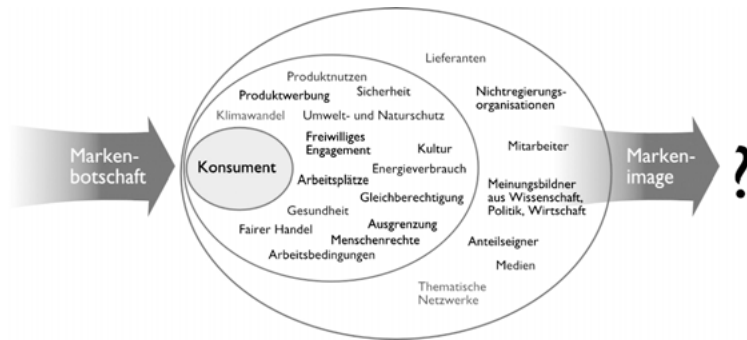 Lieferanten
Produktnutzen
Sicherheit
Produktwerbung
Nichtregierungs-
organisationen
Klimawandel
Umwelt- und Naturschutz
Freiwilliges
Engagement
Kultur
Mitarbeiter
Marken-
botschaft
Konsument
Energieverbrauch
Marken-
image
?
Arbeitsplätze
Gleichberechtigung
Meinungsbildner
aus Wissenschaft,
Politik, Wirtschaft
Gesundheit
Ausgrenzung
Fairer Handel
Menschenrechte
Anteilseigner
Arbeitsbedingungen
Medien
Thematische
Netzwerke